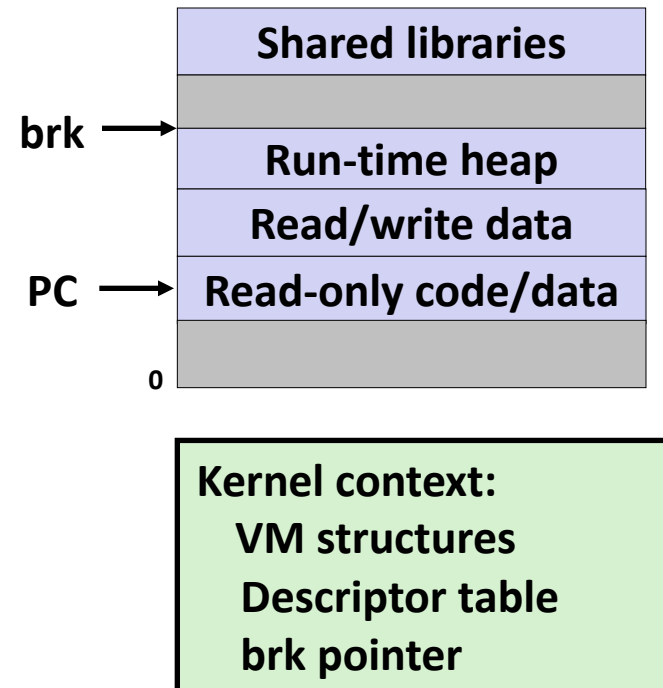 Shared libraries
brk
Run-time heap
Read/write data
PC
Read-only code/data
0
Kernel context:
VM structures
Descriptor table
brk pointer